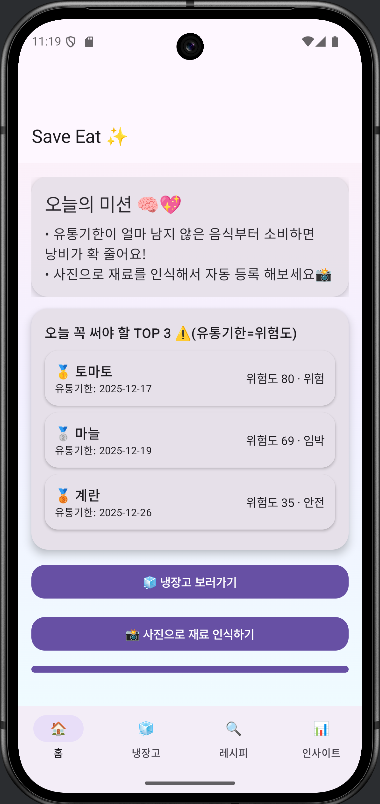 11:19
Save Eat ✨
오늘의 미션 🧠💖
• 유통기한이 얼마 남지 않은 음식부터 소비하면
낭비가 확 줄어요!
• 사진으로 재료를 인식해서 자동 등록 해보세요📸
오늘 꼭 써야 할 TOP 3 ⚠️(유통기한=위험도)
🥇 토마토
유통기한: 2025-12-17
위험도 80 · 위험
🥈 마늘
유통기한: 2025-12-19
위험도 69 · 임박
🥉 계란
유통기한: 2025-12-26
위험도 35 · 안전
🧊 냉장고 보러가기
📸 사진으로 재료 인식하기
홈
냉장고
레시피
인사이트